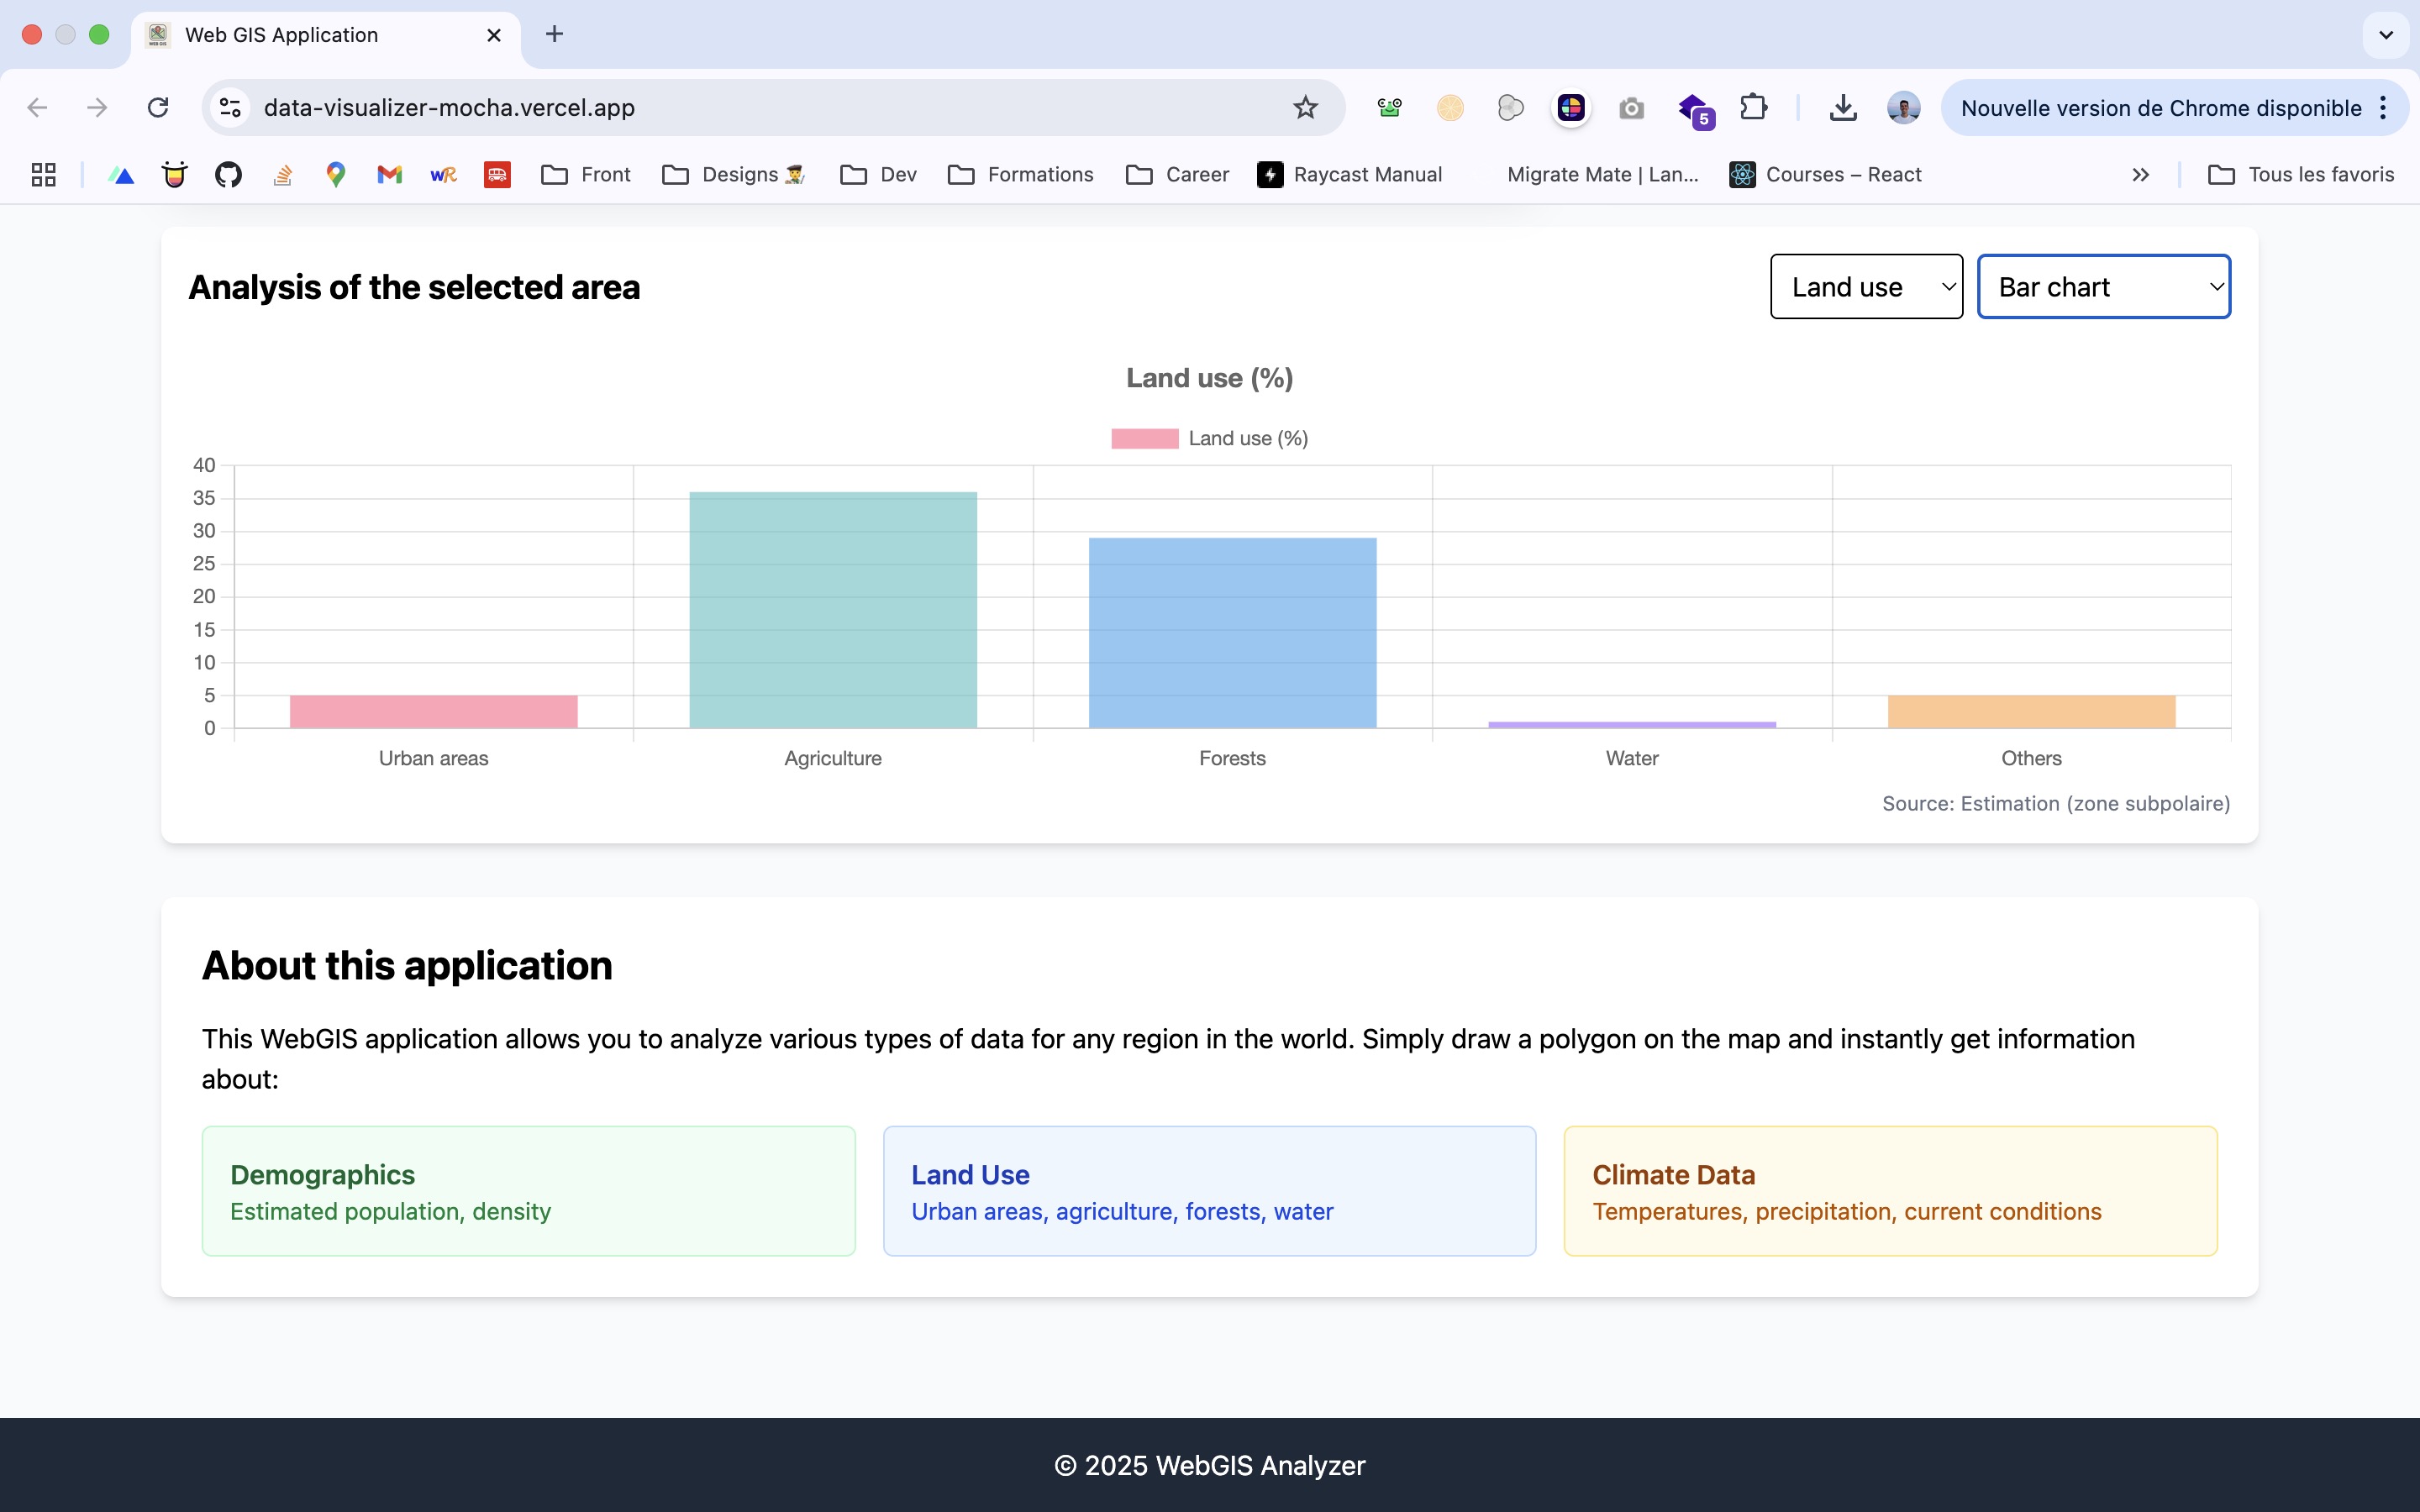 Web GIS Application
data-visualizer-mocha.vercel.app
5
Nouvelle version de Chrome disponible
wR
Front
Designs
Dev
Formations
Career
Raycast Manual
Migrate Mate | Lan...
Courses – React
Tous les favoris
Analysis of the selected area
Land use
Bar chart
Land use (%)
Land use (%)
40
35
30
25
20
15
10
5
0
Urban areas
Agriculture
Forests
Water
Others
Source: Estimation (zone subpolaire)
About this application
This WebGIS application allows you to analyze various types of data for any region in the world. Simply draw a polygon on the map and instantly get information
about:
Demographics
Estimated population, density
Land Use
Urban areas, agriculture, forests, water
Climate Data
Temperatures, precipitation, current conditions
© 2025 WebGIS Analyzer